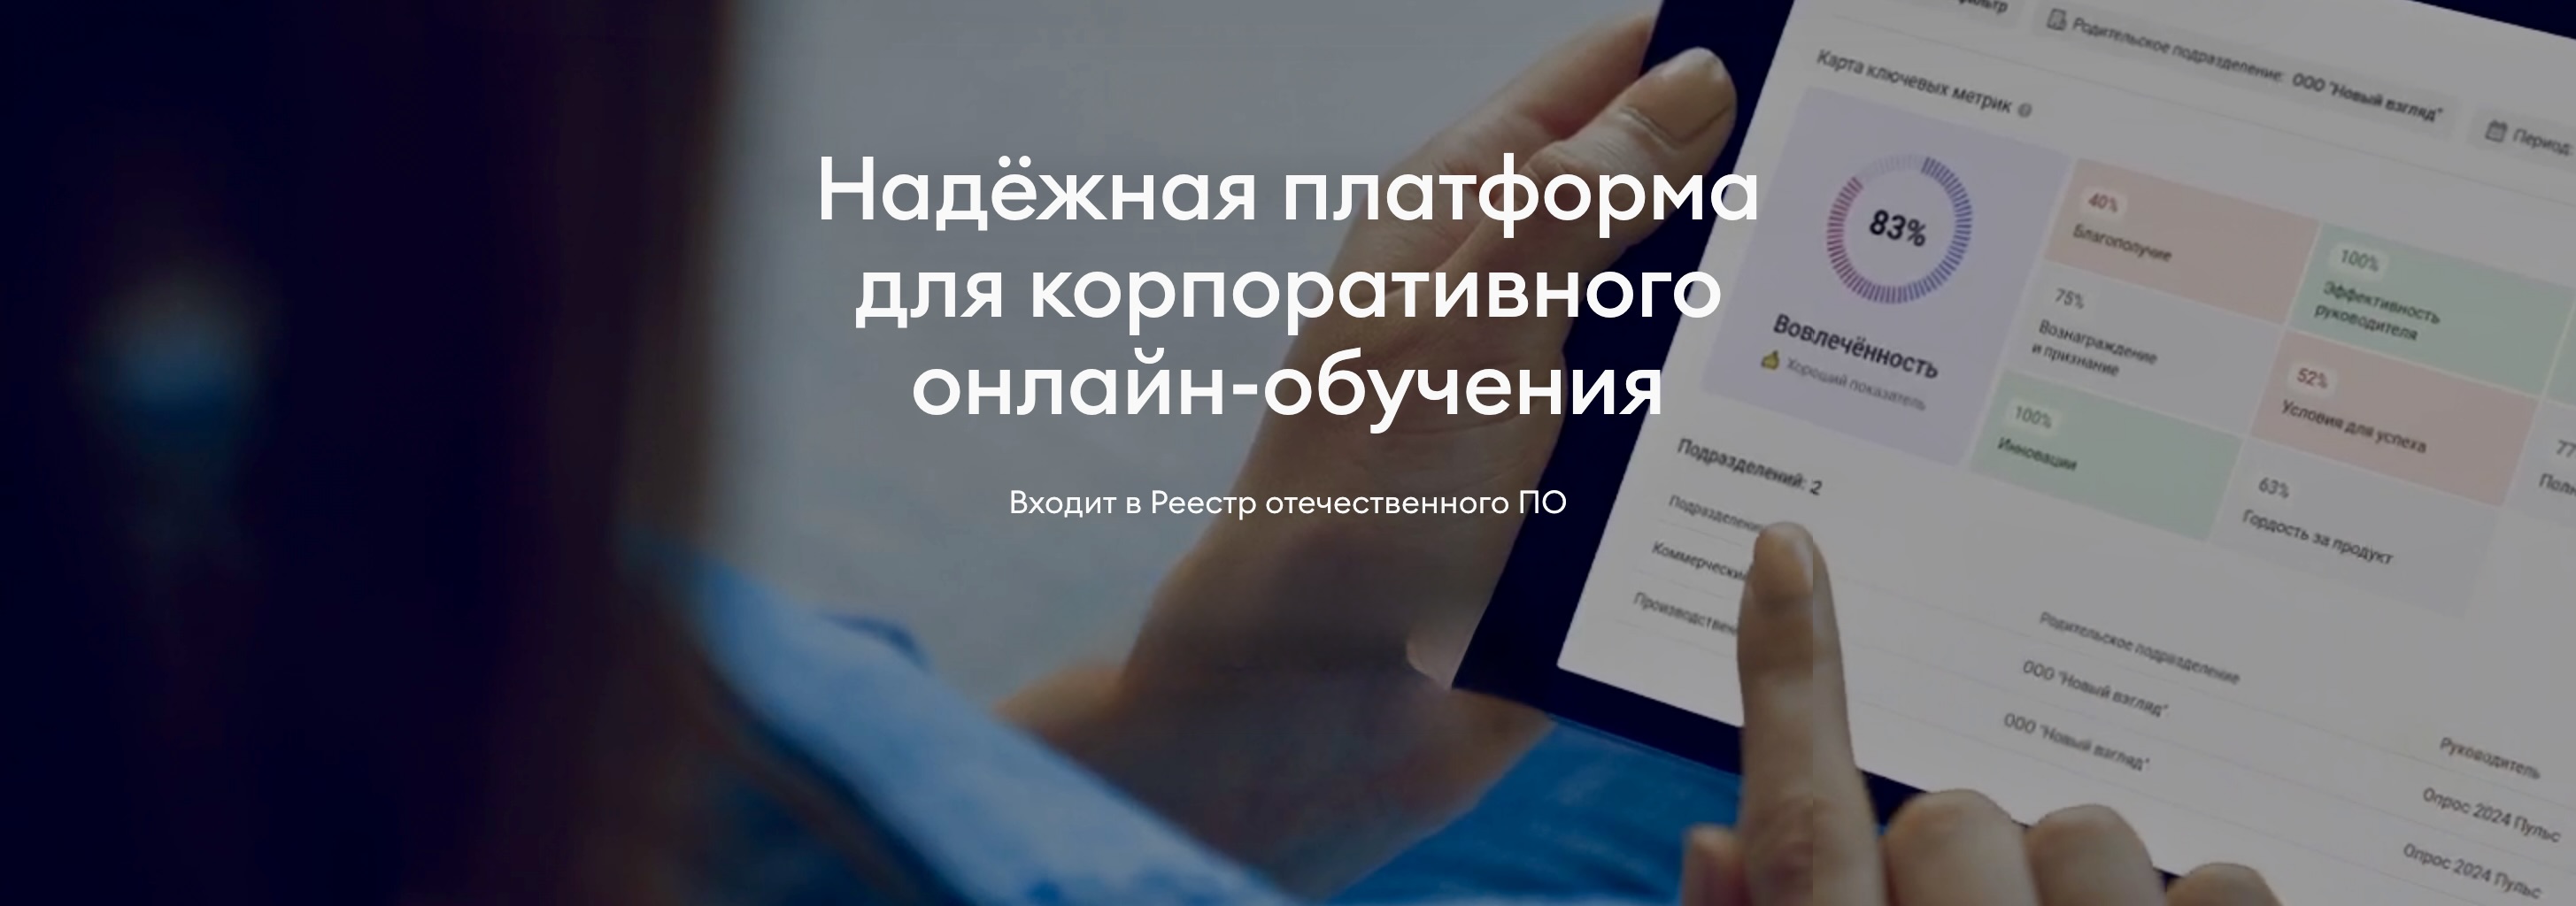 Надёжная платформа
для корпоративного
онлайн-обучения
Входит в Реестр отечественного ПО
Родительское подразделение: ООО "Новый взгляд"
Период:
Карта ключевых метрик
83%
Вовлечённость
Хороший показатель
40%
Благополучие
100%
Эффективность
руководителя
75%
Вознаграждение
и признание
52%
Условия для успеха
100%
Инновации
63%
Гордость за продукт
77
Подразделений: 2
Родительское подразделение
Руководитель
ООО "Новый взгляд"
Опрос 2024 Пульс
ООО "Новый взгляд"
Опрос 2024 Пульс